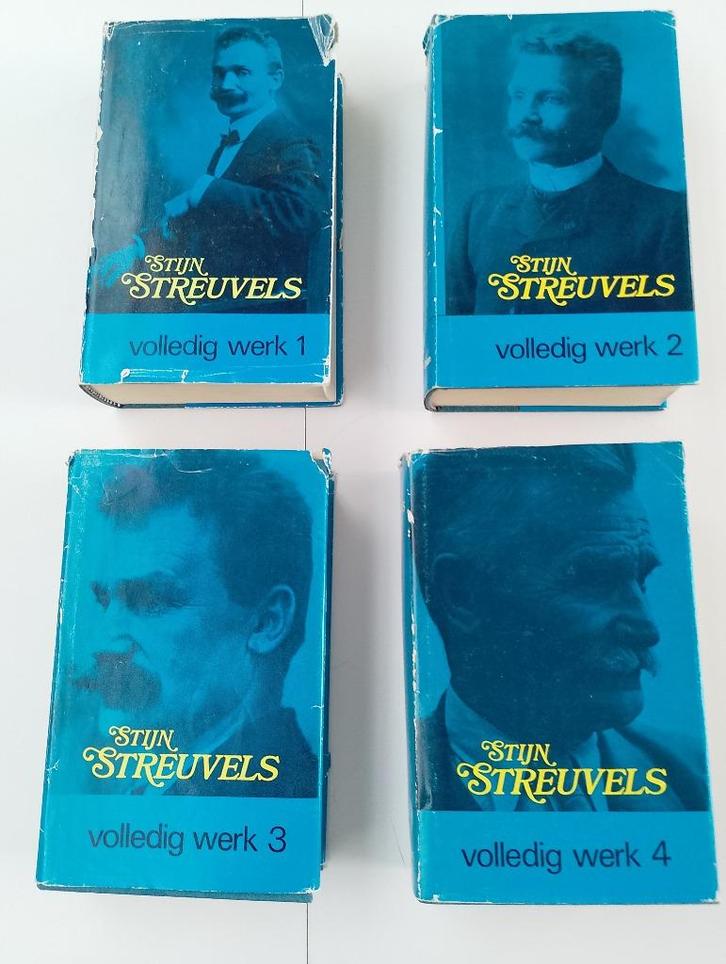 STIJN
STREUVELS
volledig werk 1
STIJN
STREUVELS
volledig werk 2
STIJN
STREUVELS
volledig werk 3
STIJN
STREUVELS
volledig werk 4